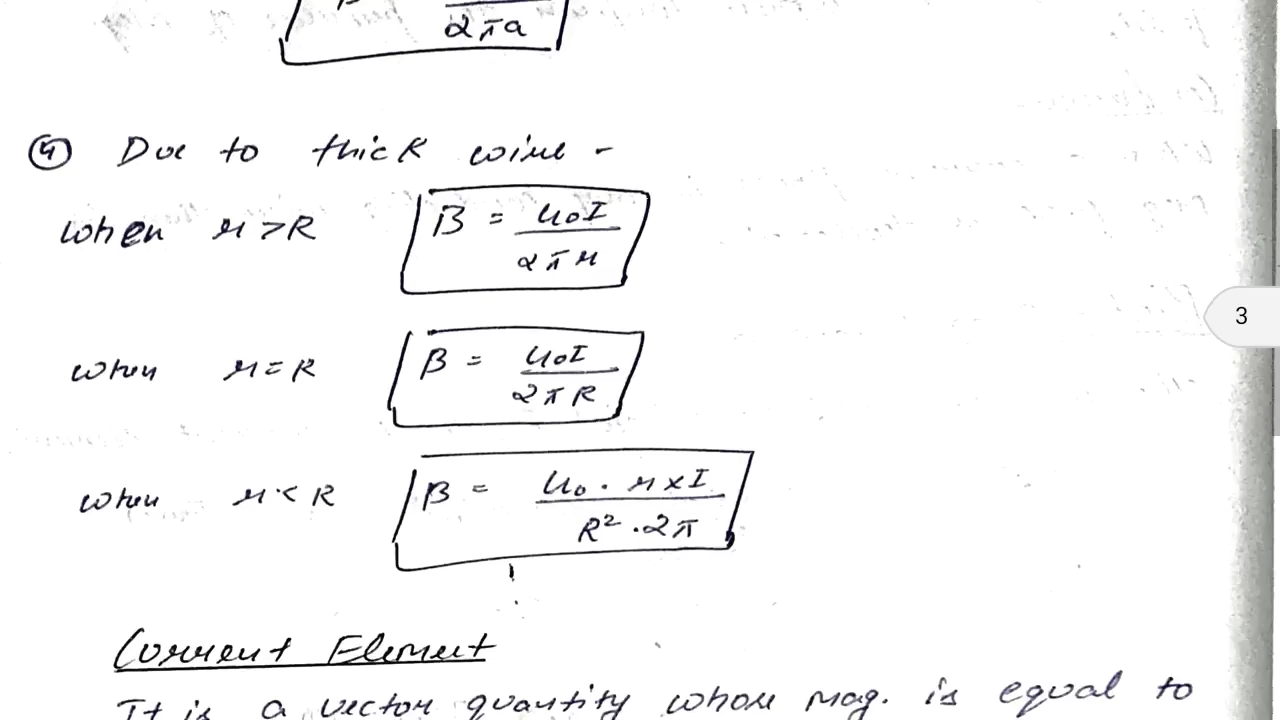 2πa
④ Due to thick wire -
when r>R B = μ₀I / 2πr
when r=R B = μ₀I / 2πR
when r<R B = μ₀ · r×I / R² · 2π
3
Current Element
It is a vector quantity whose mag. is equal to